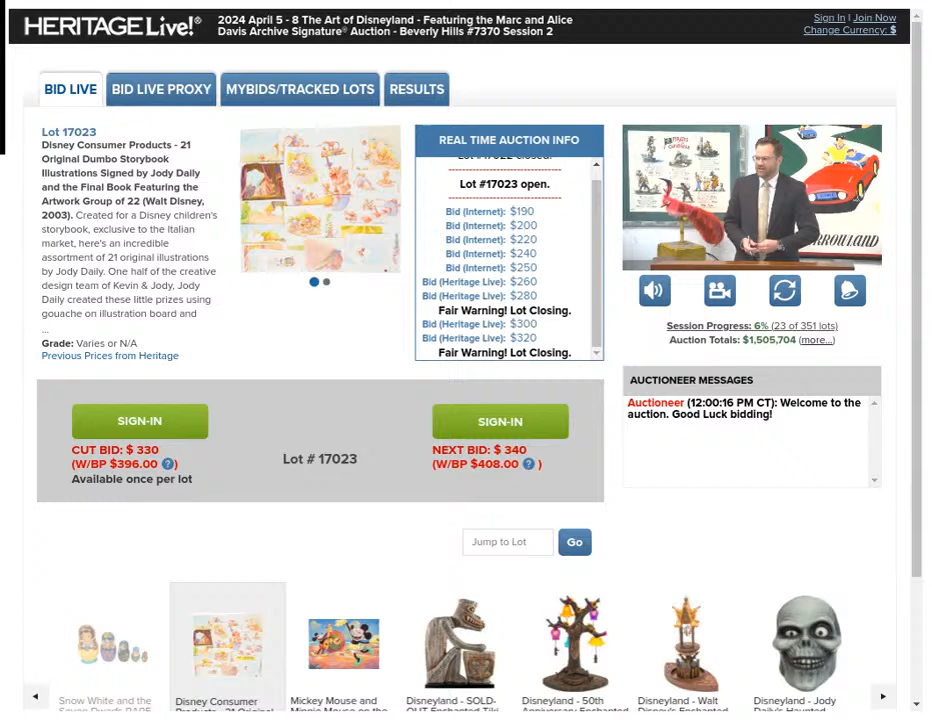 HERITAGE Live!®
2024 April 5 - 8 The Art of Disneyland - Featuring the Marc and Alice
Davis Archive Signature® Auction - Beverly Hills #7370 Session 2
Sign In | Join Now
Change Currency: $
BID LIVE
BID LIVE PROXY
MYBIDS/TRACKED LOTS
RESULTS
Lot 17023
Disney Consumer Products - 21
Original Dumbo Storybook
Illustrations Signed by Jody Daily
and the Final Book Featuring the
Artwork Group of 22 (Walt Disney,
2003). Created for a Disney children's
storybook, exclusive to the Italian
market, here's an incredible
assortment of 21 original illustrations
by Jody Daily. One half of the creative
design team of Kevin & Jody, Jody
Daily created these little prizes using
gouache on illustration board and
...
Grade: Varies or N/A
Previous Prices from Heritage
REAL TIME AUCTION INFO
Lot #17022 closed.
Lot #17023 open.
Bid (Internet): $190
Bid (Internet): $200
Bid (Internet): $220
Bid (Internet): $240
Bid (Internet): $250
Bid (Heritage Live): $260
Bid (Heritage Live): $280
Fair Warning! Lot Closing.
Bid (Heritage Live): $300
Bid (Heritage Live): $320
Fair Warning! Lot Closing.
Session Progress: 6% (23 of 351 lots)
Auction Totals: $1,505,704 (more...)
AUCTIONEER MESSAGES
Auctioneer (12:00:16 PM CT): Welcome to the
auction. Good Luck bidding!
SIGN-IN
CUT BID: $ 330
(W/BP $396.00 ?)
Available once per lot
Lot # 17023
SIGN-IN
NEXT BID: $ 340
(W/BP $408.00 ? )
Jump to Lot
Go
Snow White and the
Seven Dwarfs RARE
Disney Consumer
Products - 21 Original
Mickey Mouse and
Minnie Mouse on the
Disneyland - SOLD-
OUT Enchanted Tiki
Disneyland - 50th
Anniversary Enchanted
Disneyland - Walt
Disney's Enchanted
Disneyland - Jody
Daily's Haunted